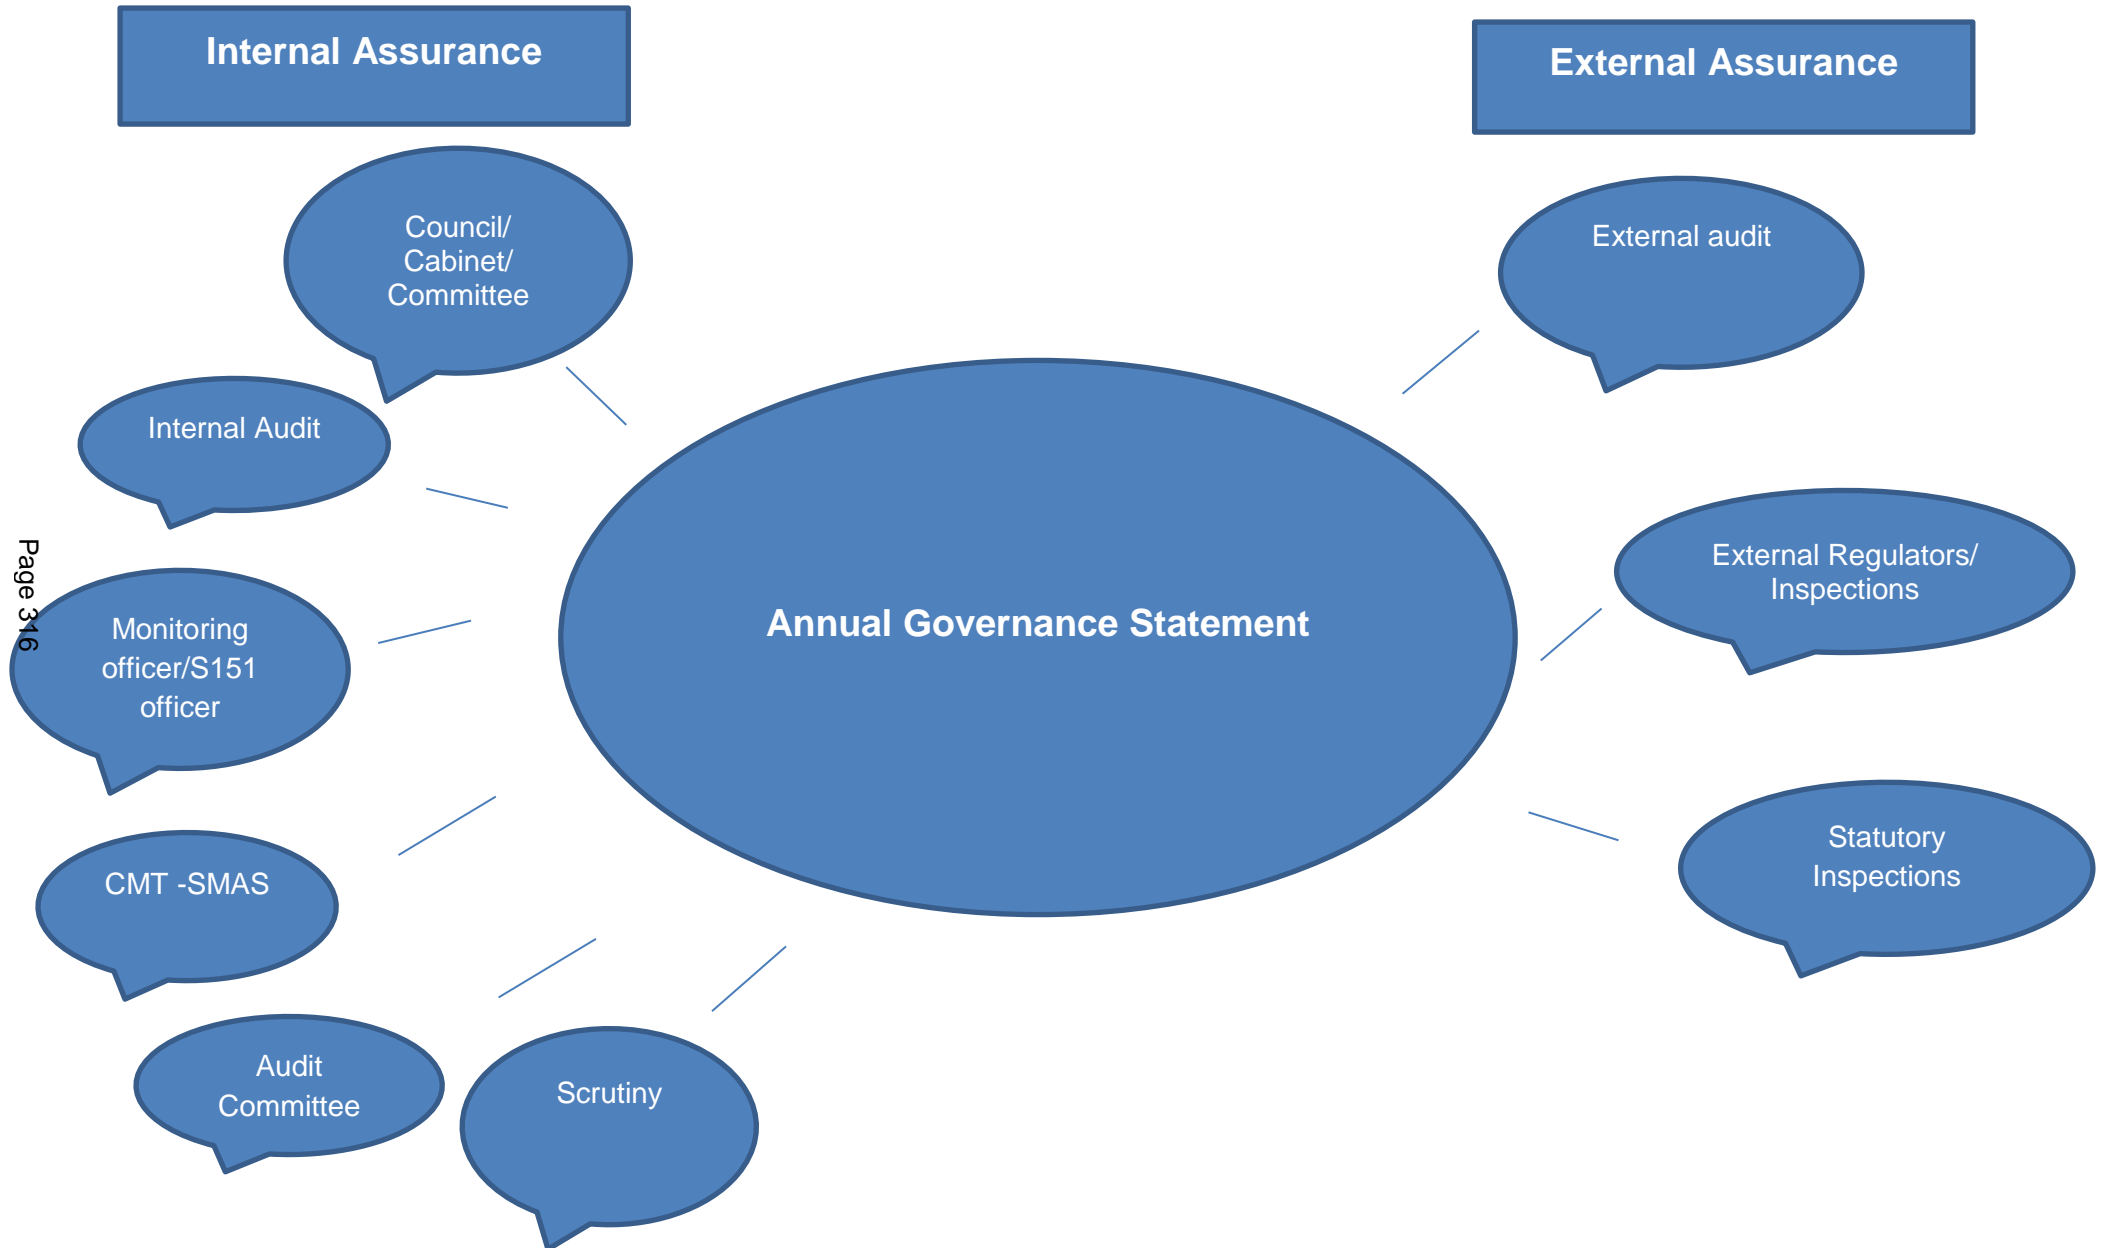 Internal Assurance
External Assurance
Council/
Cabinet/
Committee
External audit
Internal Audit
External Regulators/
Inspections
Page 316
Monitoring
officer/S151
officer
Annual Governance Statement
Statutory
Inspections
CMT -SMAS
Audit
Committee
Scrutiny